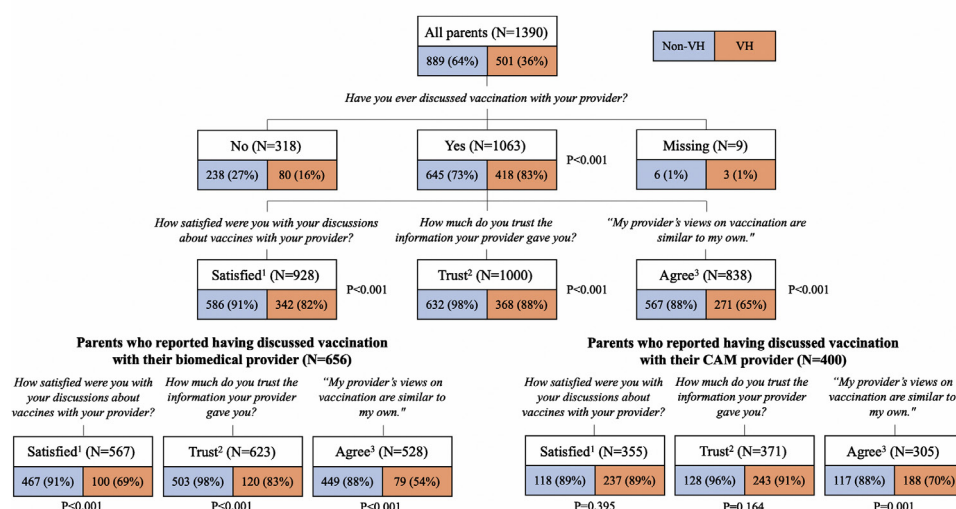 All parents (N=1390)
889 (64%) 501 (36%)
Non-VH VH
Have you ever discussed vaccination with your provider?
No (N=318)
238 (27%) 80 (16%)
Yes (N=1063)
645 (73%) 418 (83%)
P<0.001
Missing (N=9)
6 (1%) 3 (1%)
How satisfied were you with your discussions
about vaccines with your provider?
Satisfied¹ (N=928)
586 (91%) 342 (82%)
P<0.001
How much do you trust the
information your provider gave you?
Trust² (N=1000)
632 (98%) 368 (88%)
P<0.001
“My provider’s views on vaccination are
similar to my own."
Agree³ (N=838)
567 (88%) 271 (65%)
P<0.001
Parents who reported having discussed vaccination
with their biomedical provider (N=656)
How satisfied were you with
your discussions about
vaccines with your provider?
Satisfied¹ (N=567)
467 (91%) 100 (69%)
P<0.001
How much do you trust the
information your provider
gave you?
Trust² (N=623)
503 (98%) 120 (83%)
P<0.001
"My provider's views on
vaccination are similar to
my own."
Agree³ (N=528)
449 (88%) 79 (54%)
P<0.001
Parents who reported having discussed vaccination
with their CAM provider (N=400)
How satisfied were you with
your discussions about
vaccines with your provider?
Satisfied¹ (N=355)
118 (89%) 237 (89%)
P=0.395
How much do you trust the
information your provider
gave you?
Trust² (N=371)
128 (96%) 243 (91%)
P=0.164
"My provider's views on
vaccination are similar to
my own."
Agree³ (N=305)
117 (88%) 188 (70%)
P=0.001